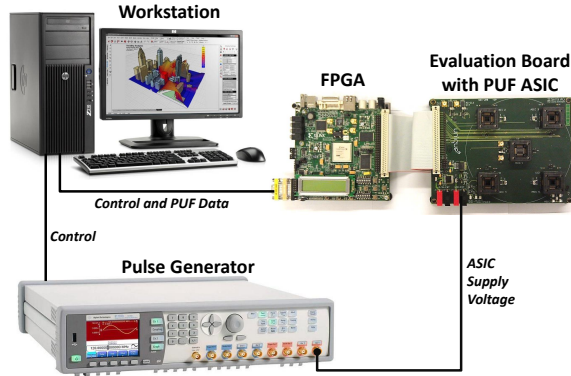 Workstation
FPGA
Evaluation Board
with PUF ASIC
Control and PUF Data
Control
Pulse Generator
ASIC
Supply
Voltage